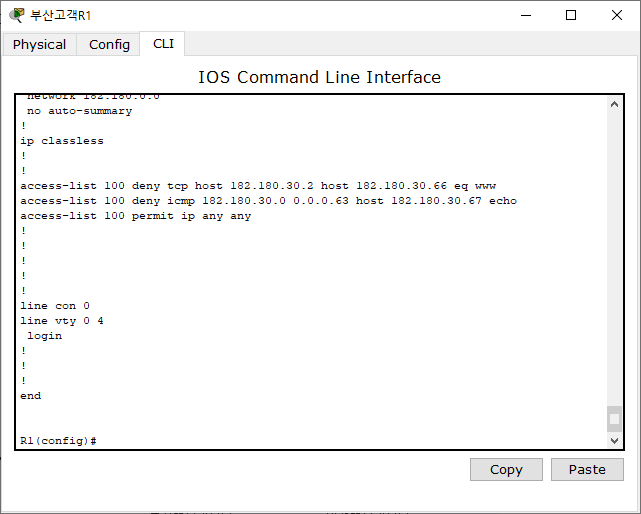 부산고객R1
Physical
Config
CLI
IOS Command Line Interface
network 182.180.0.0
no auto-summary
!
ip classless
!
!
access-list 100 deny tcp host 182.180.30.2 host 182.180.30.66 eq www
access-list 100 deny icmp 182.180.30.0 0.0.0.63 host 182.180.30.67 echo
access-list 100 permit ip any any
!
!
!
!
!
line con 0
line vty 0 4
login
!
!
!
end
R1(config)#
Copy
Paste